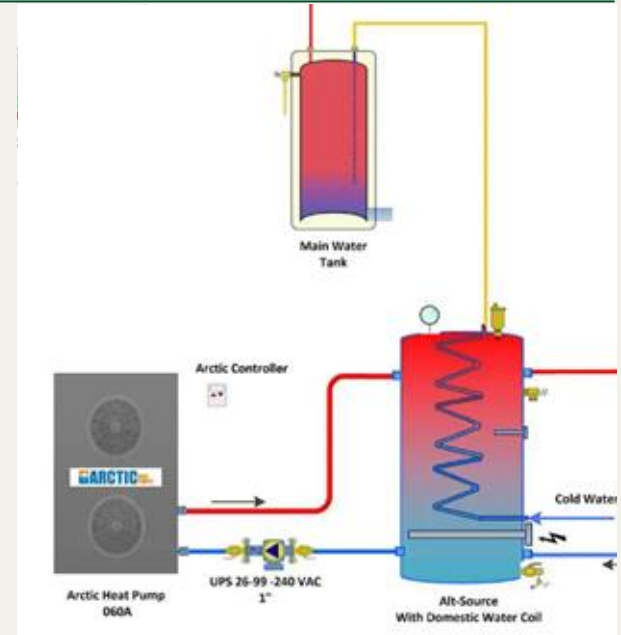 Main Water
Tank
Arctic Controller
ARCTIC
Cold Water
UPS 26-99 -240 VAC
1"
Arctic Heat Pump
060A
Alt-Source
With Domestic Water Coil